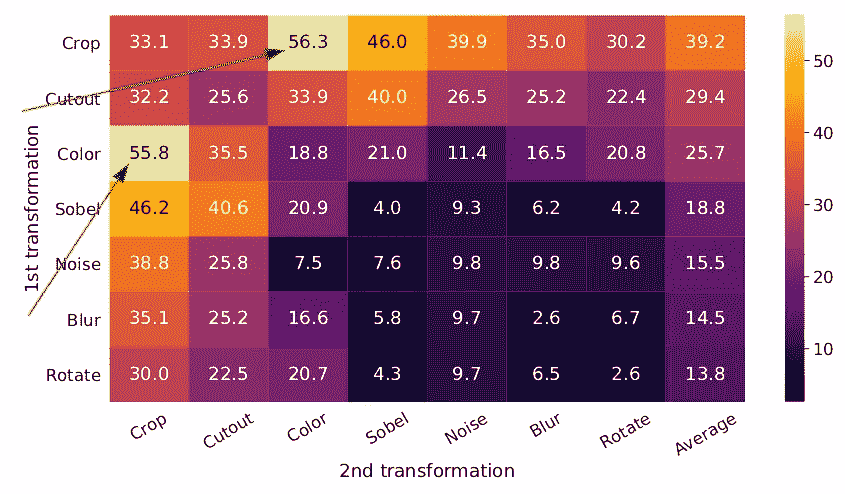 Crop 33.1 33.9 56.3 46.0 39.9 35.0 30.2 39.2
Cutout 32.2 25.6 33.9 40.0 26.5 25.2 22.4 29.4
Color 55.8 35.5 18.8 21.0 11.4 16.5 20.8 25.7
Sobel 46.2 40.6 20.9 4.0 9.3 6.2 4.2 18.8
Noise 38.8 25.8 7.5 7.6 9.8 9.8 9.6 15.5
Blur 35.1 25.2 16.6 5.8 9.7 2.6 6.7 14.5
Rotate 30.0 22.5 20.7 4.3 9.7 6.5 2.6 13.8
Crop Cutout Color Sobel Noise Blur Rotate Average
2nd transformation
1st transformation
50
40
30
20
10